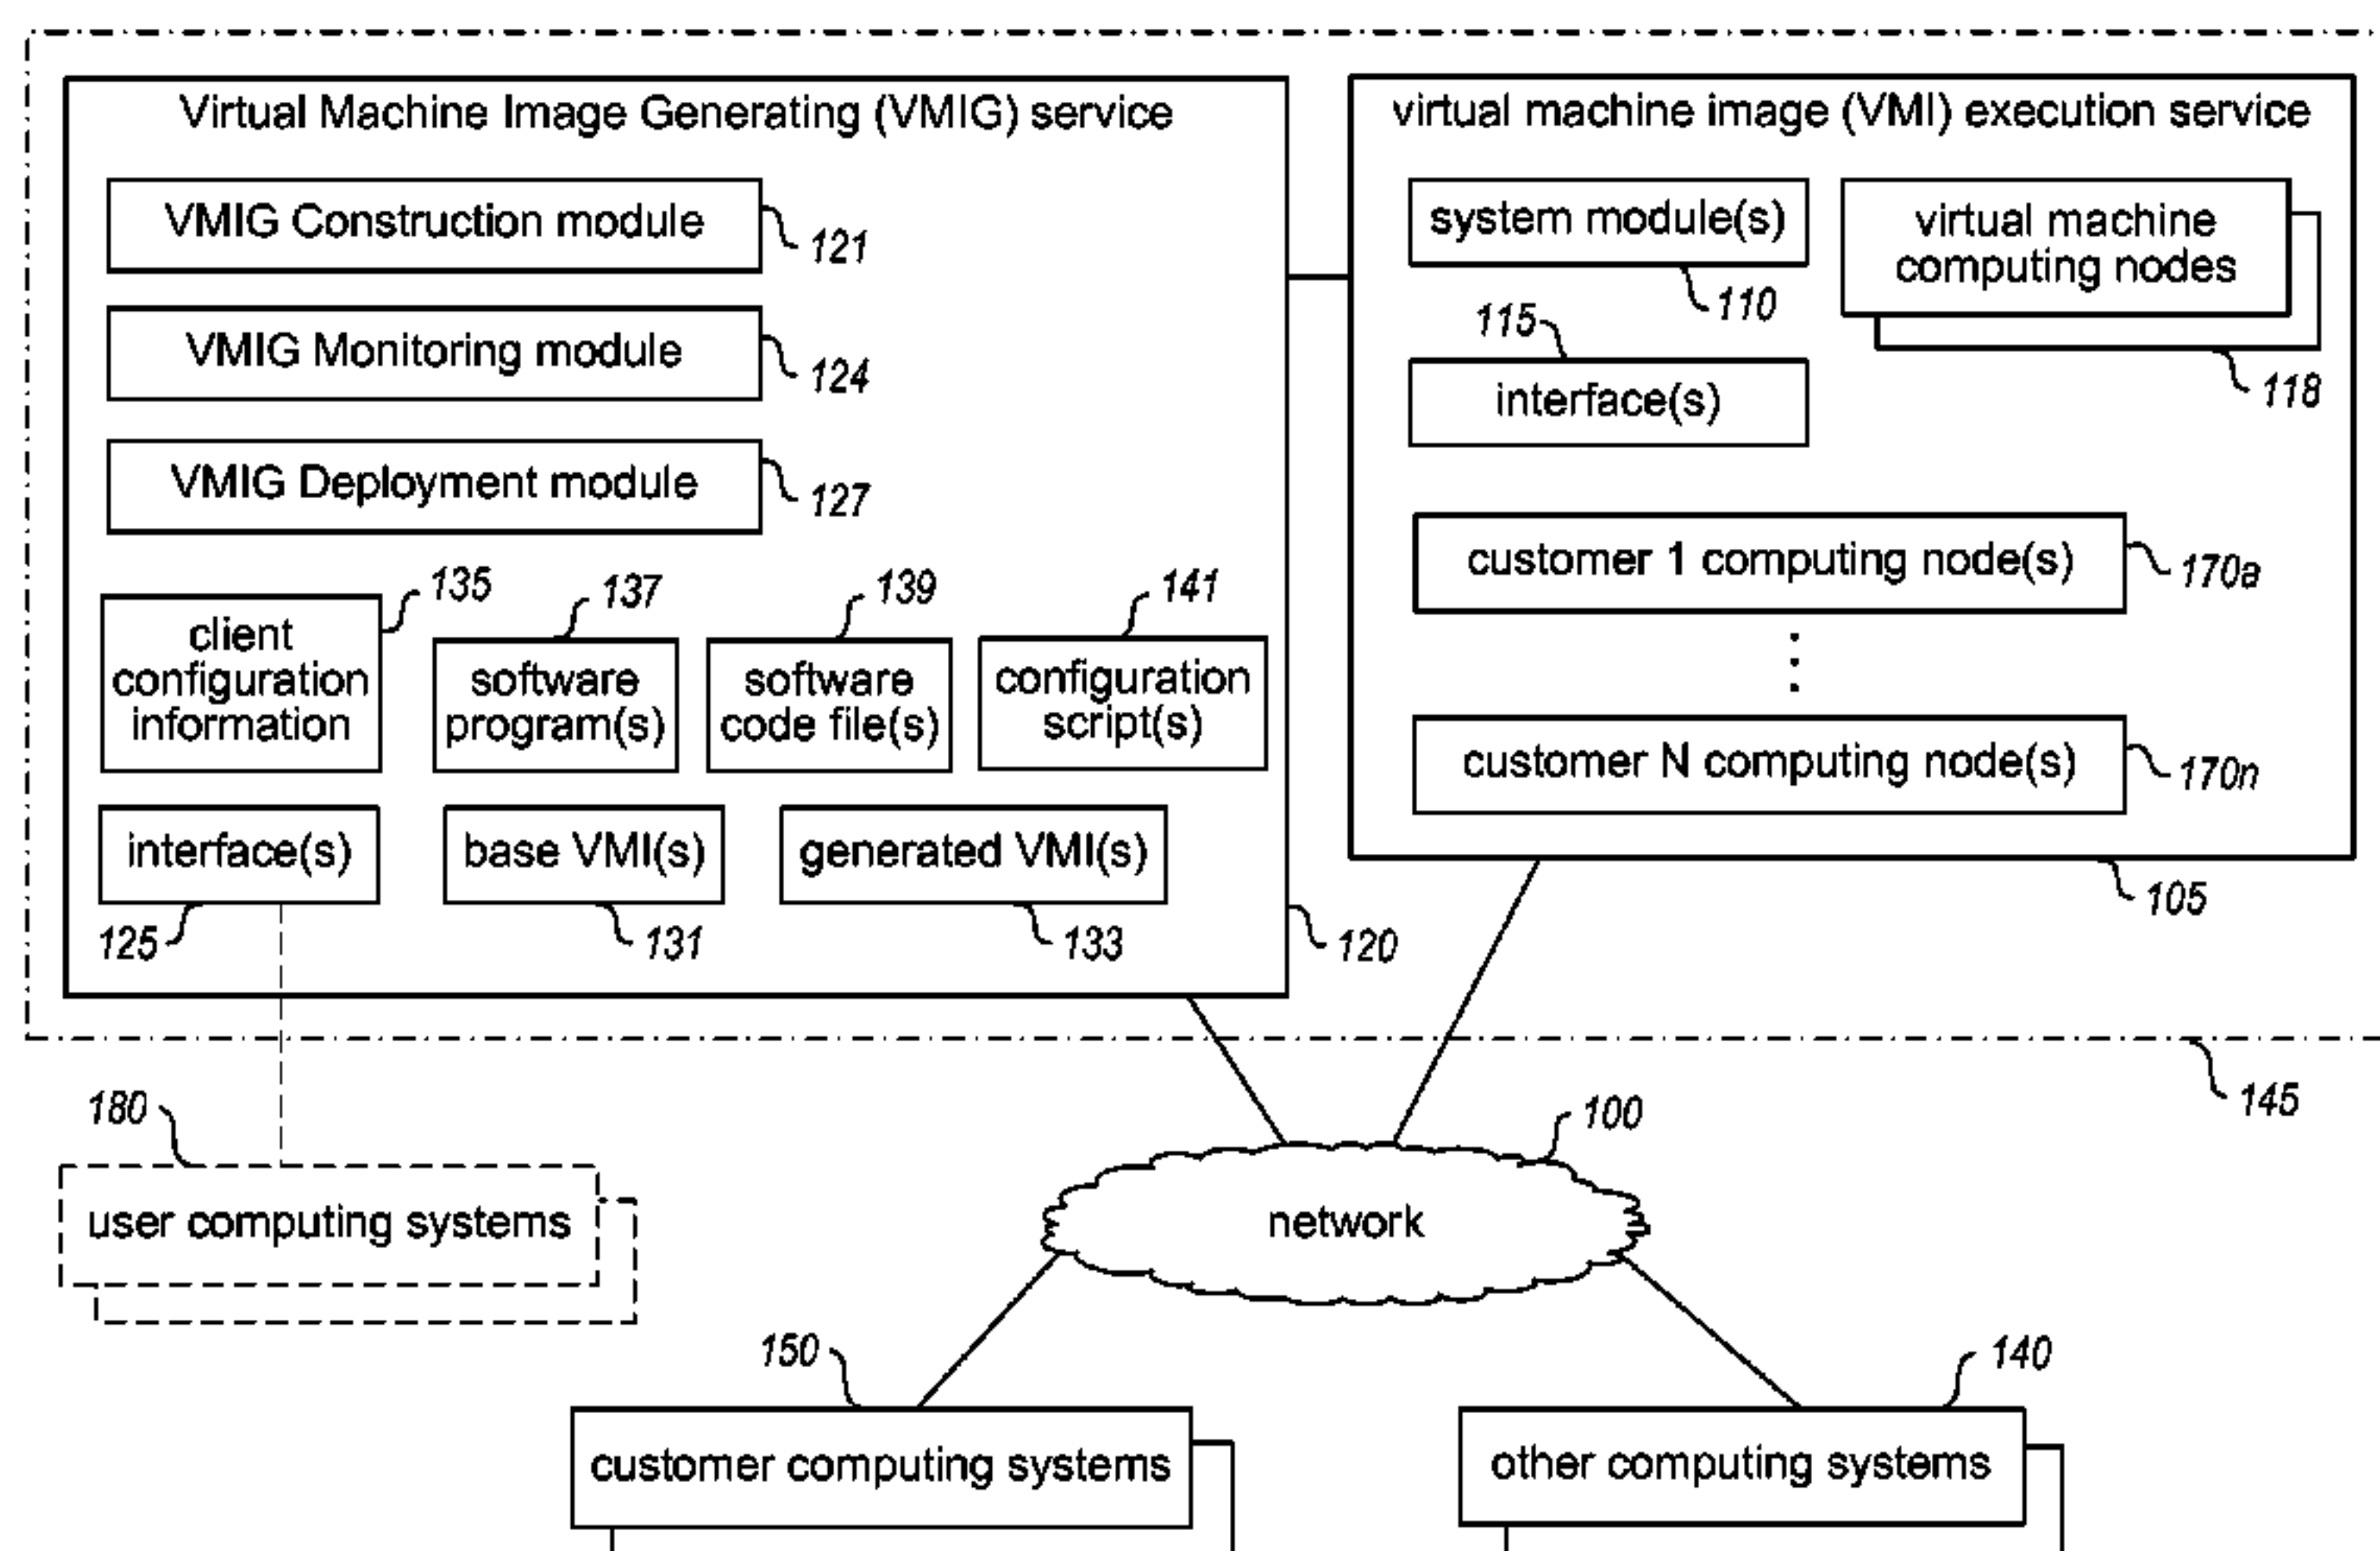 Virtual Machine Image Generating (VMIG) service
VMIG Construction module
121
VMIG Monitoring module
124
VMIG Deployment module
127
135
client
configuration
information
137
software
program(s)
139
software
code file(s)
141
configuration
script(s)
interface(s)
125
base VMI(s)
131
generated VMI(s)
133
120
virtual machine image (VMI) execution service
system module(s)
110
virtual machine
computing nodes
118
115
interface(s)
customer 1 computing node(s)
170a
customer N computing node(s)
170n
105
145
180
user computing systems
100
network
150
customer computing systems
140
other computing systems